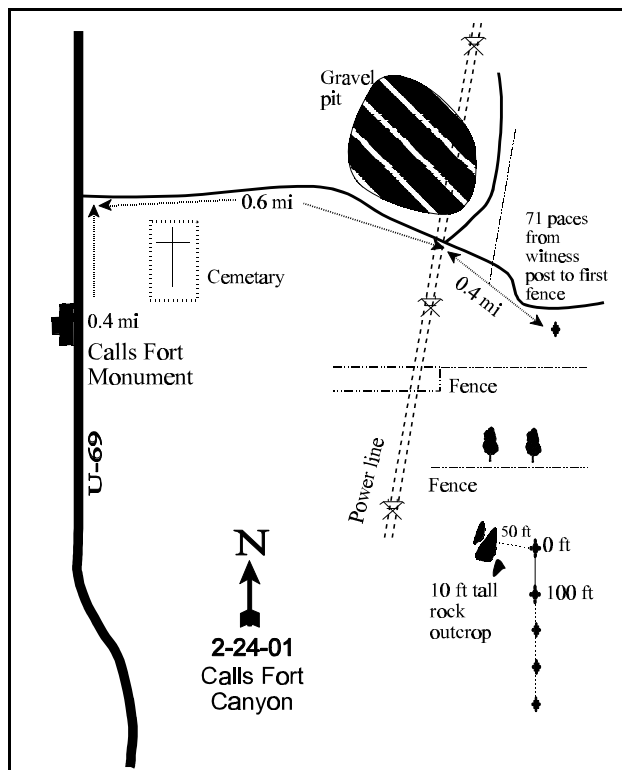 Gravel
pit
0.6 mi
71 paces
from
witness
post to first
fence
Cemetary
0.4 mi
0.4 mi
Calls Fort
Monument
Fence
U-69
Power line
Fence
50 ft
0 ft
N
10 ft tall
rock
outcrop
100 ft
2-24-01
Calls Fort
Canyon